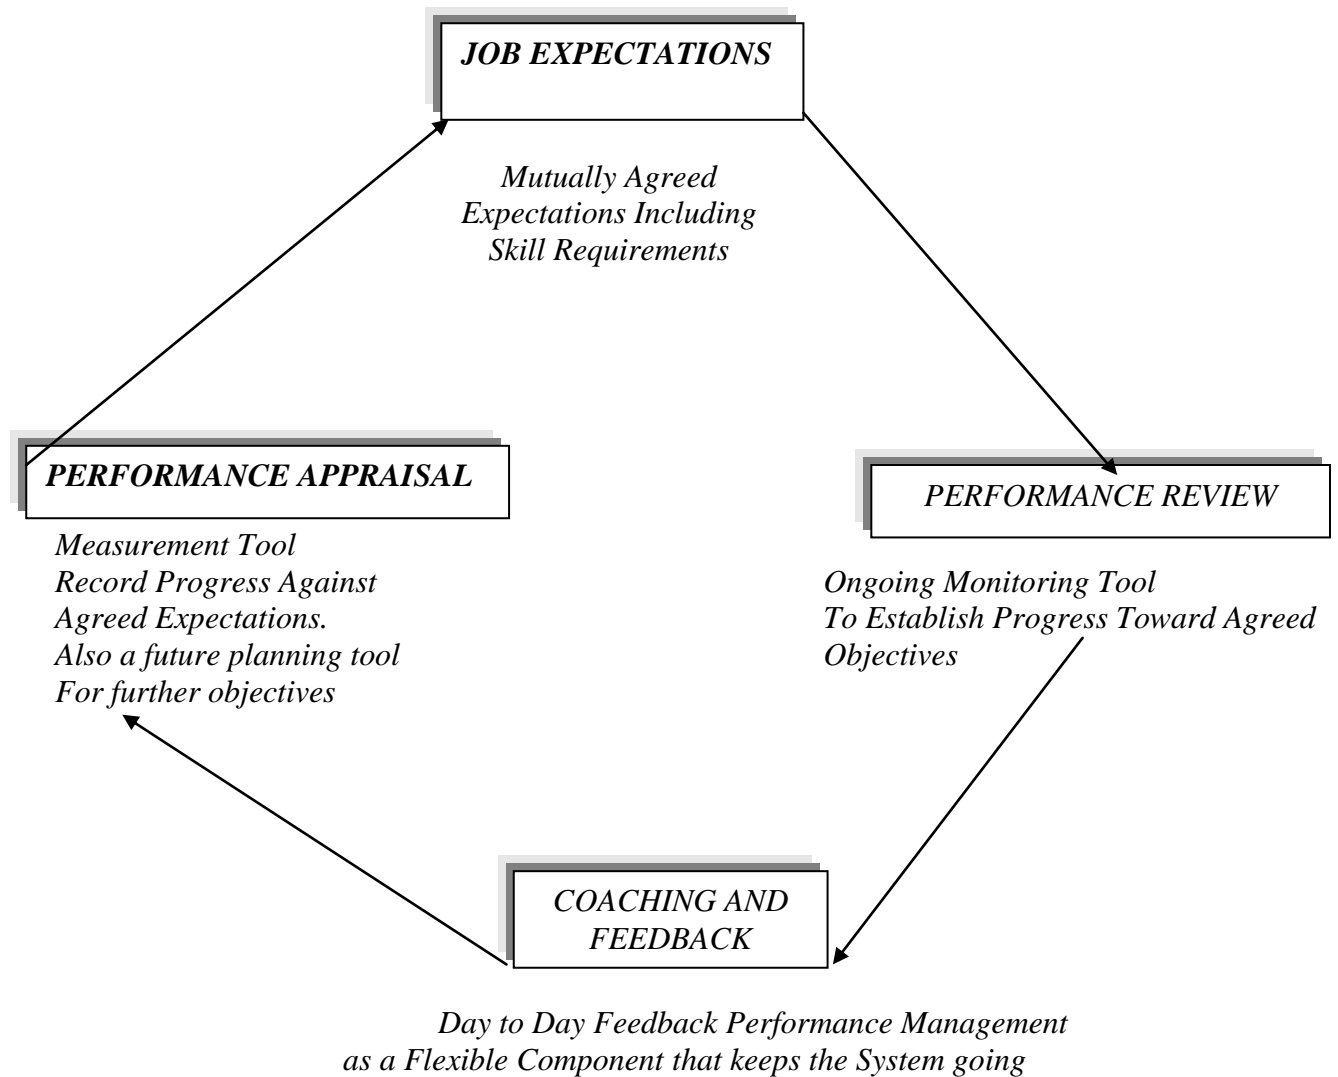 JOB EXPECTATIONS
Mutually Agreed
Expectations Including
Skill Requirements
PERFORMANCE APPRAISAL
Measurement Tool
Record Progress Against
Agreed Expectations.
Also a future planning tool
For further objectives
PERFORMANCE REVIEW
Ongoing Monitoring Tool
To Establish Progress Toward Agreed
Objectives
COACHING AND
FEEDBACK
Day to Day Feedback Performance Management
as a Flexible Component that keeps the System going